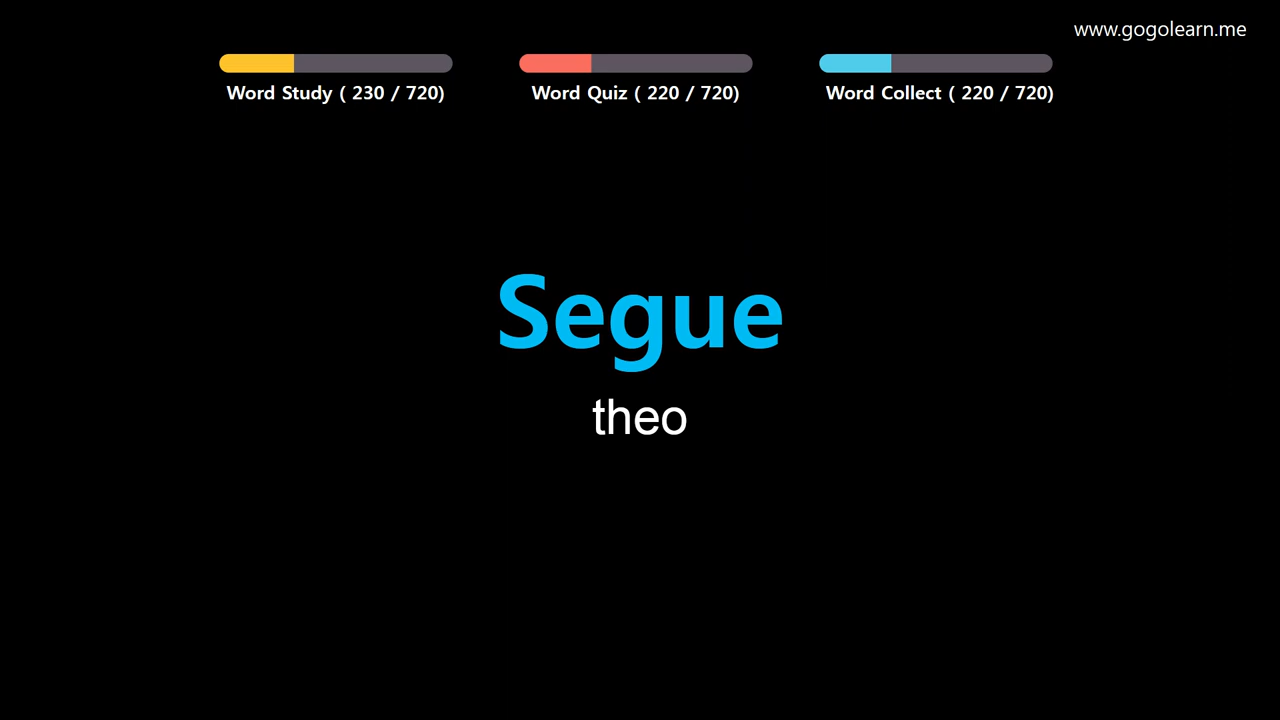 www.gogolearn.me
Word Study ( 230 / 720)
Word Quiz ( 220 / 720)
Word Collect ( 220 / 720)
Segue
theo